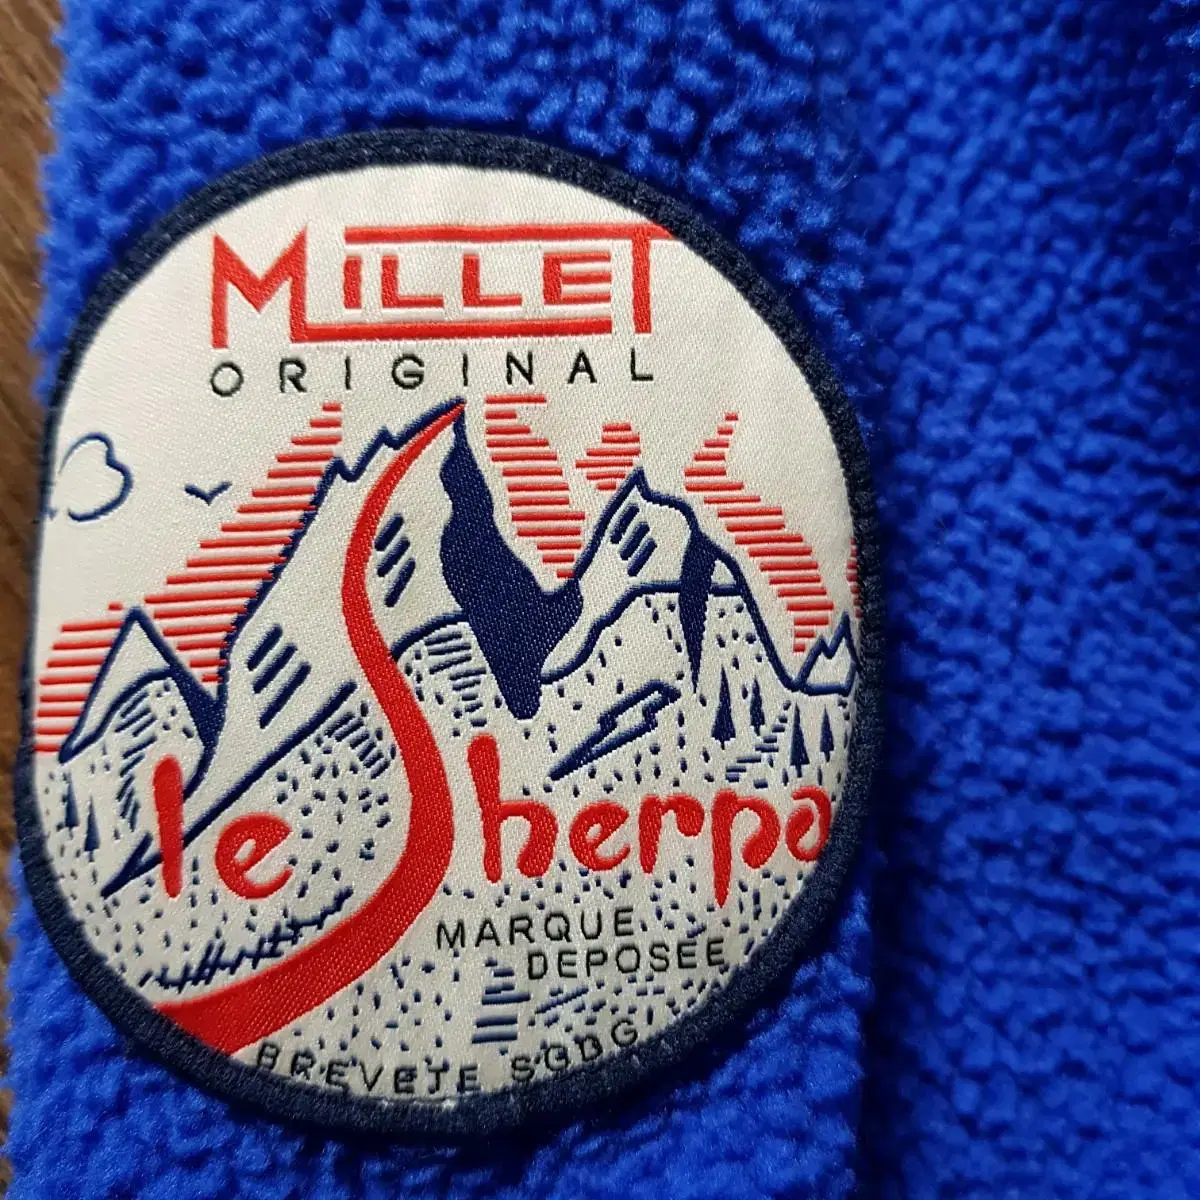 MILLET
ORIGINAL
le Sherpa
MARQUE
DEPOSEE
BREVETE SGDG